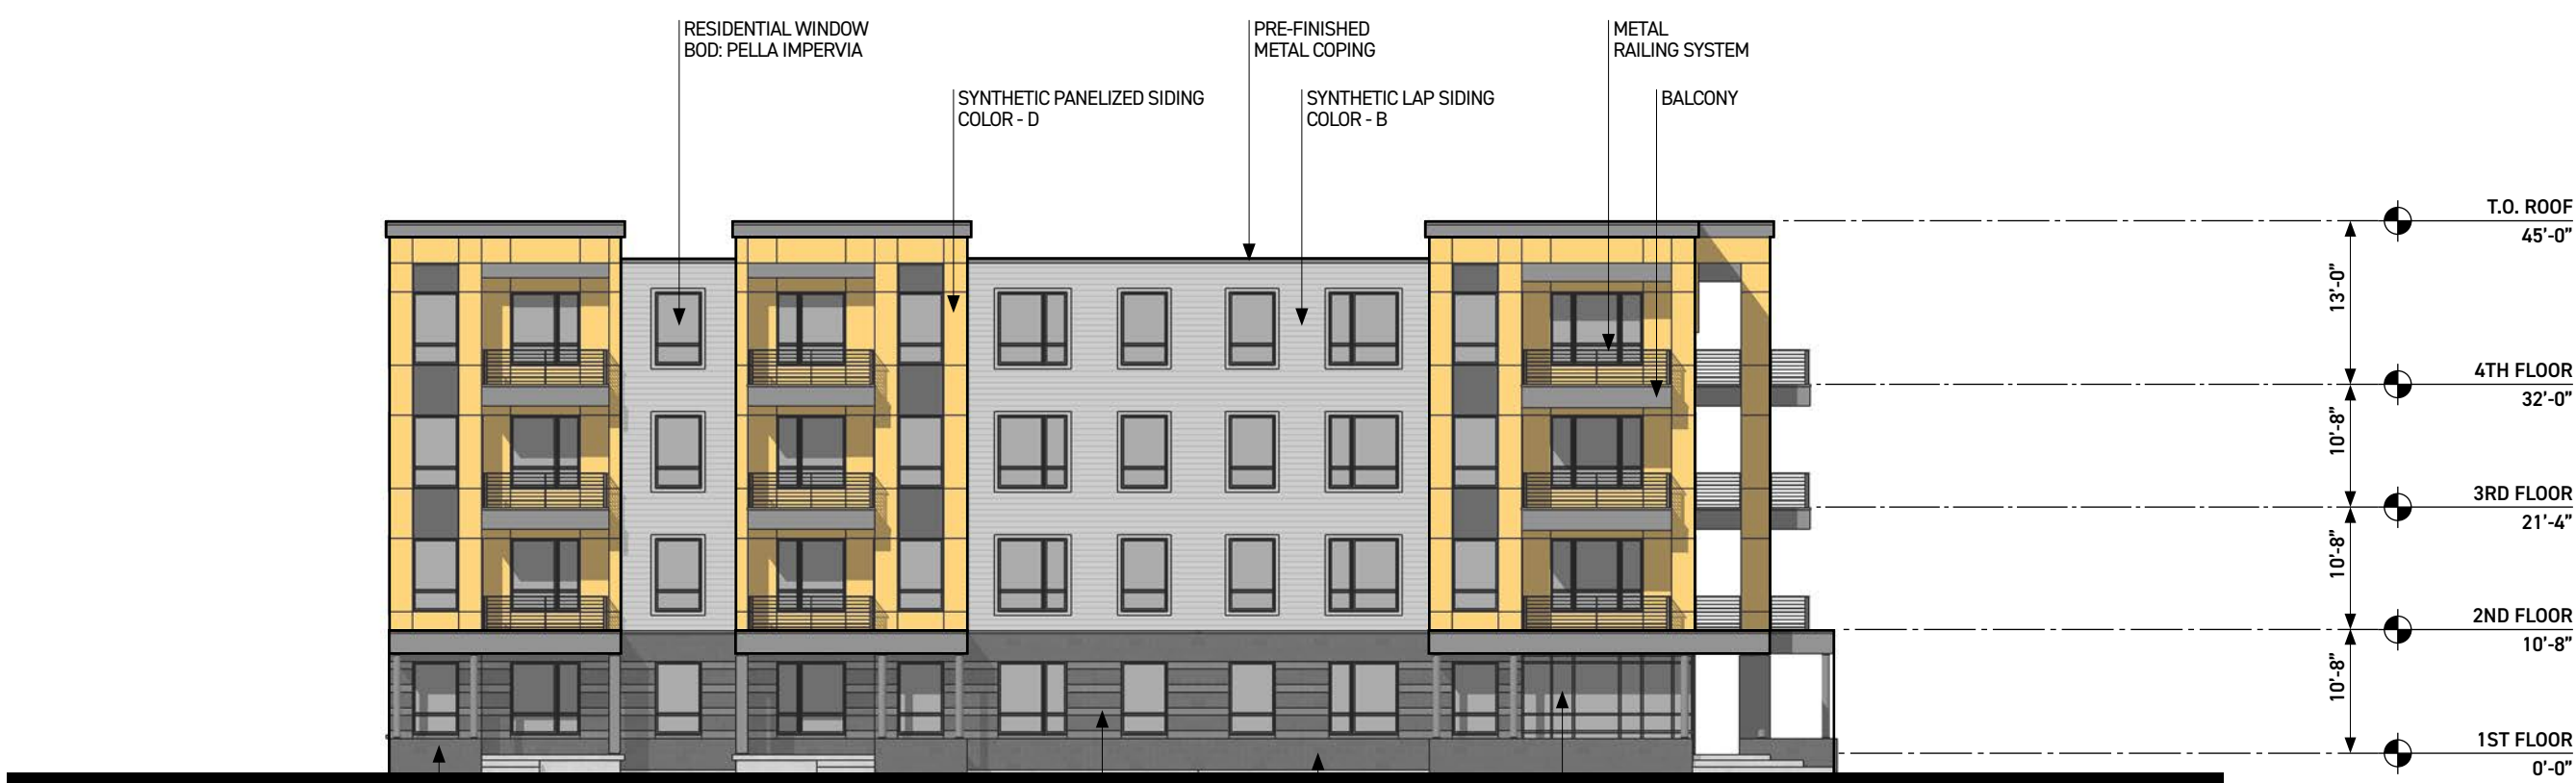 RESIDENTIAL WINDOW
BOD: PELLA IMPERVIA
PRE-FINISHED
METAL COPING
METAL
RAILING SYSTEM
SYNTHETIC PANELIZED SIDING
COLOR - D
SYNTHETIC LAP SIDING
COLOR - B
BALCONY
T.O. ROOF
45'-0"
13'-0"
4TH FLOOR
32'-0"
10'-8"
3RD FLOOR
21'-4"
10'-8"
2ND FLOOR
10'-8"
10'-8"
1ST FLOOR
0'-0"